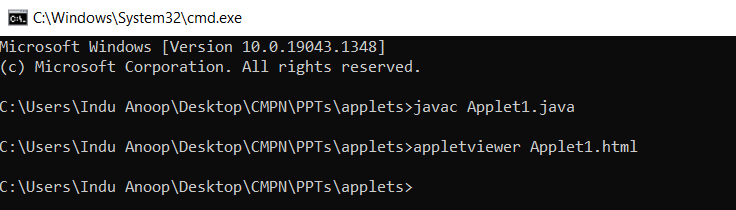 C:\Windows\System32\cmd.exe
Microsoft Windows [Version 10.0.19043.1348]
(c) Microsoft Corporation. All rights reserved.
C:\Users\Indu Anoop\Desktop\CMPN\PPTs\applets>javac Applet1.java
C:\Users\Indu Anoop\Desktop\CMPN\PPTs\applets>appletviewer Applet1.html
C:\Users\Indu Anoop\Desktop\CMPN\PPTs\applets>